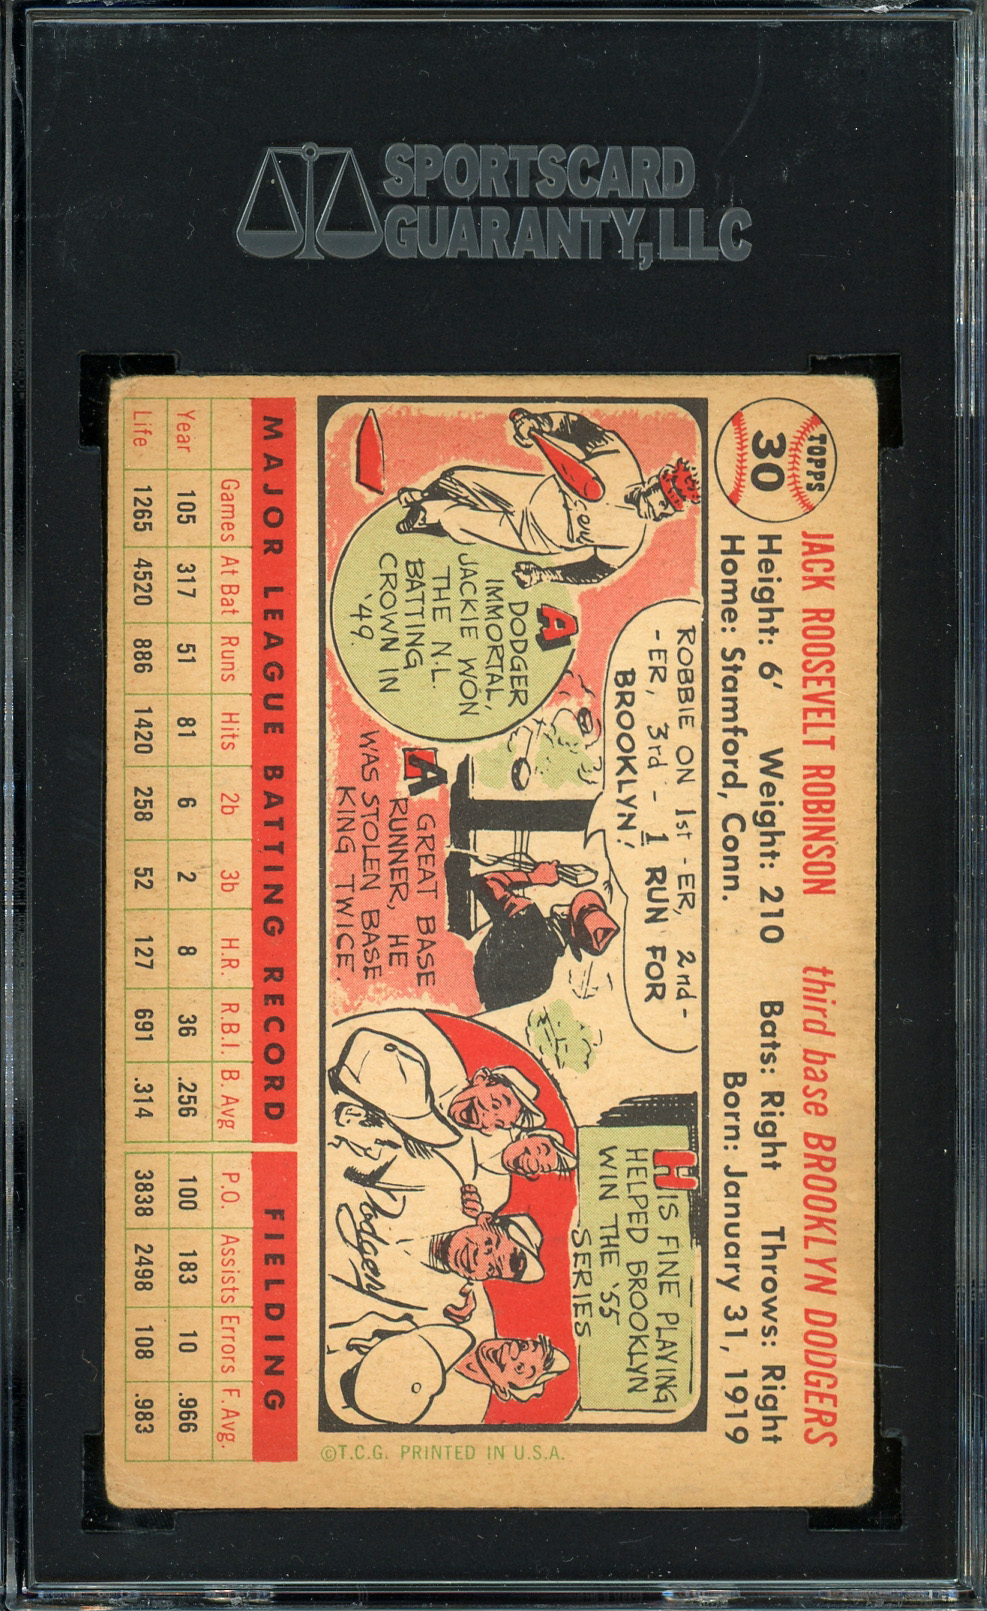 SPORTSCARD
GUARANTY, LLC
TOPPS
30
JACK ROOSEVELT ROBINSON third base BROOKLYN DODGERS
Height: 6' Weight: 210 Bats: Right Throws: Right
Home: Stamford, Conn. Born: January 31, 1919
ROBBIE ON 1st-ER, 2nd-
-ER, 3rd - 1 RUN FOR
BROOKLYN!
A
DODGER
IMMORTAL,
JACKIE WON
THE N.L.
BATTING
CROWN IN
'49.
A GREAT BASE
RUNNER, HE
WAS STOLEN BASE
KING TWICE.
HIS FINE PLAYING
HELPED BROOKLYN
WIN THE '55
SERIES
Dodgers
MAJOR LEAGUE BATTING RECORD FIELDING
Games At Bat Runs Hits 2b 3b H.R. R.B.I. B. Avg P.O. Assists Errors F. Avg.
Year 105 317 51 81 6 2 8 36 .256 100 183 10 .966
Life 1265 4520 886 1420 258 52 127 691 .314 3838 2498 108 .983
©T.C.G. PRINTED IN U.S.A.